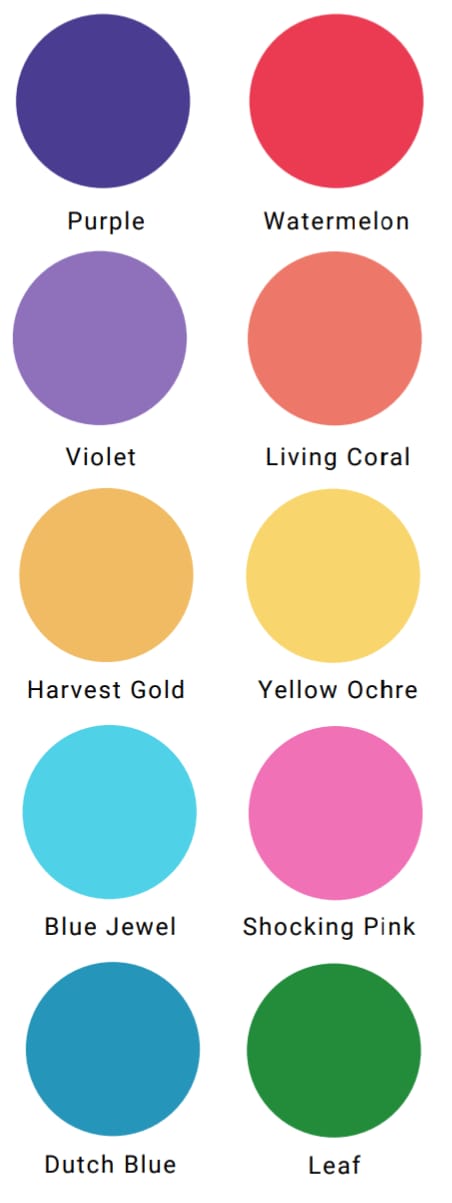 Purple
Watermelon
Violet
Living Coral
Harvest Gold
Yellow Ochre
Blue Jewel
Shocking Pink
Dutch Blue
Leaf